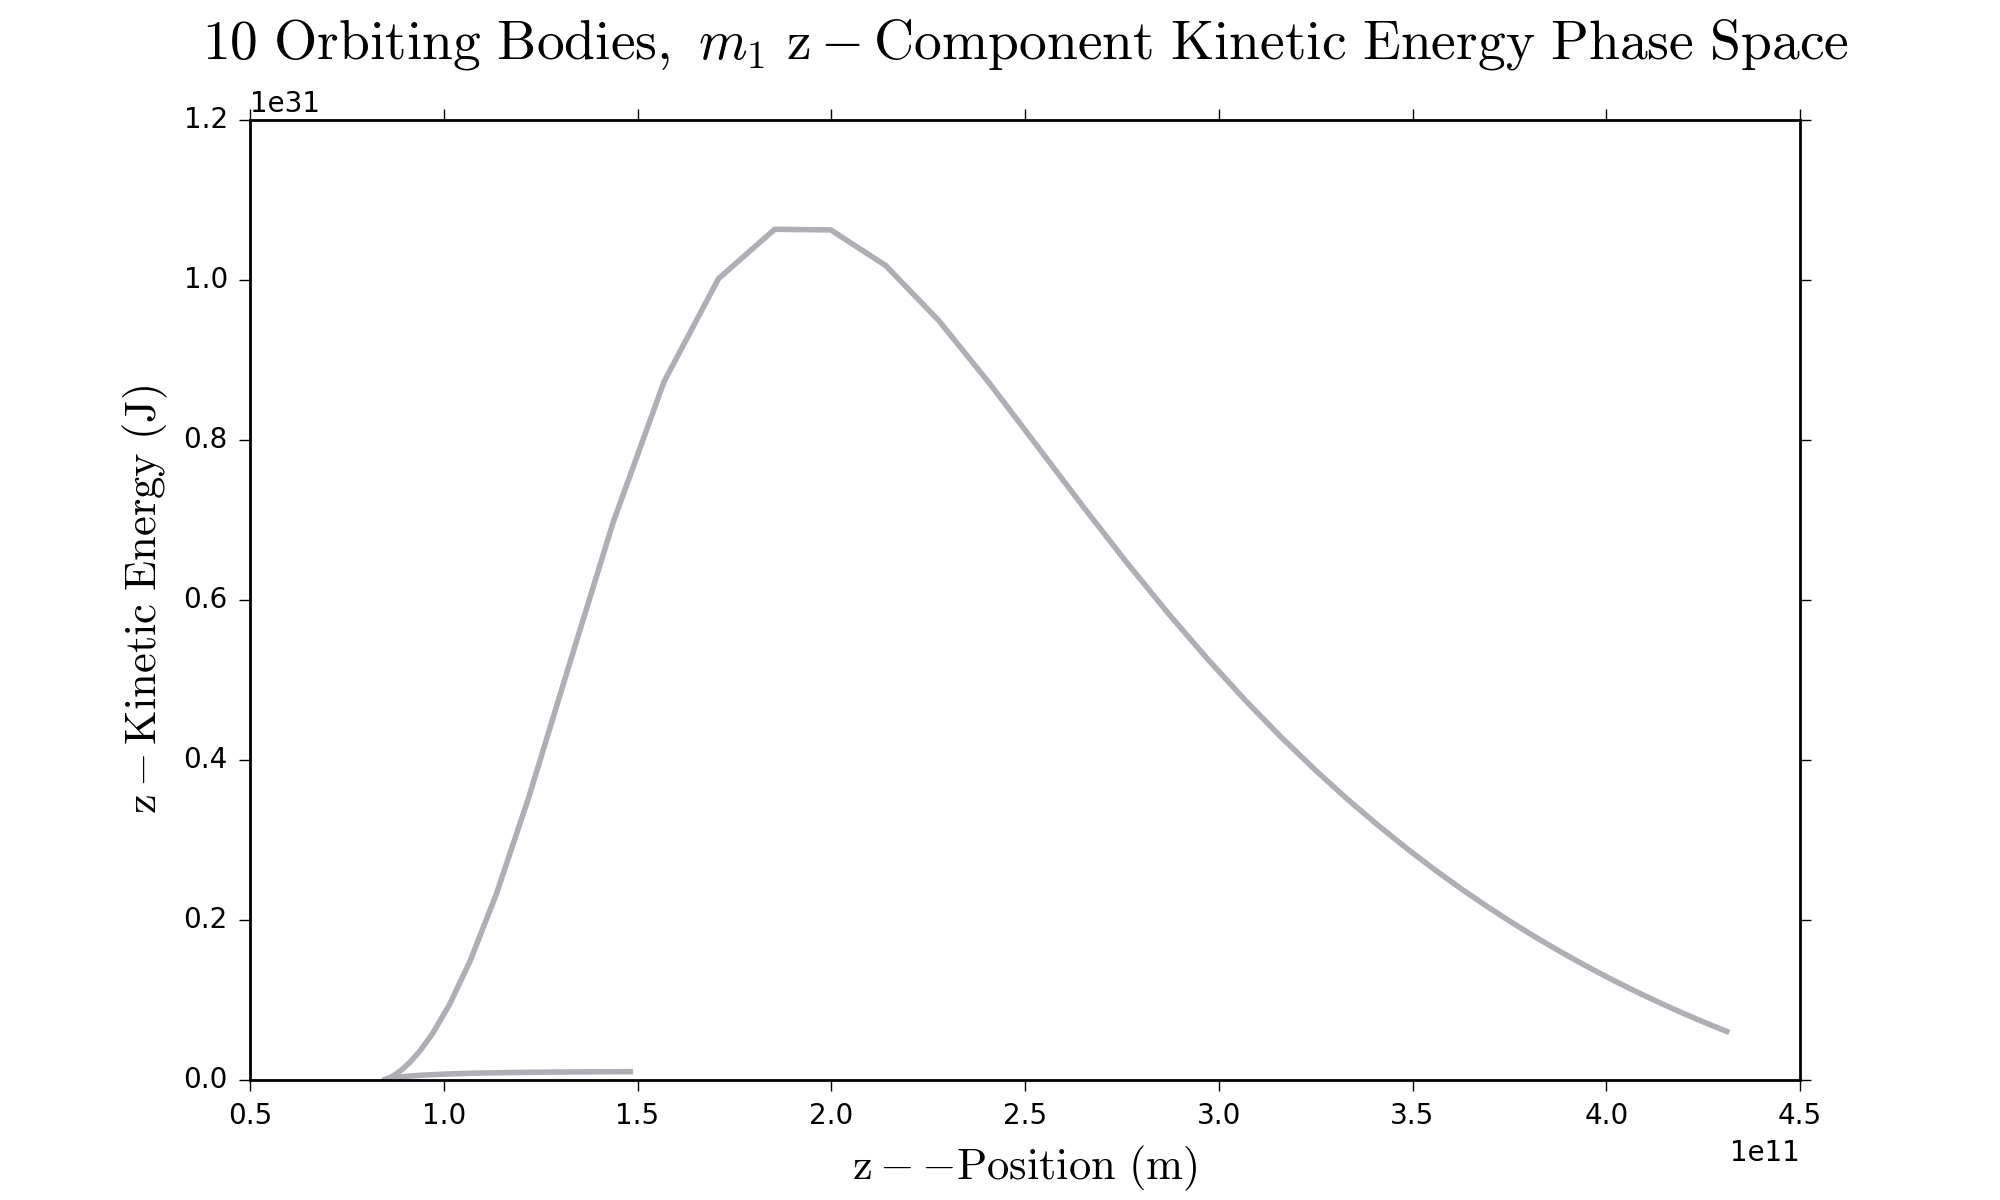 10 Orbiting Bodies, m₁ z−Component Kinetic Energy Phase Space
1e31
1.2
1.0
0.8
0.6
0.4
0.2
0.0
z−Kinetic Energy (J)
0.5 1.0 1.5 2.0 2.5 3.0 3.5 4.0 4.5
1e11
z−−Position (m)